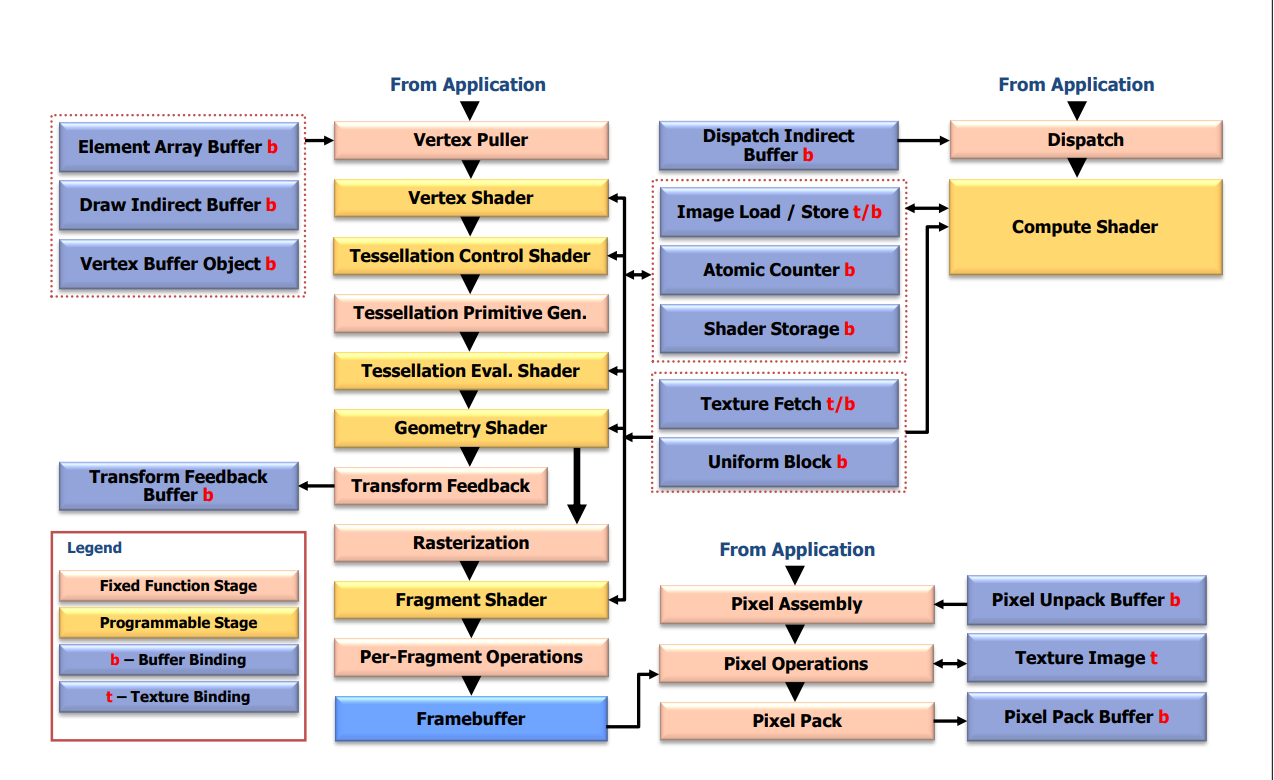 From Application
Element Array Buffer b
Draw Indirect Buffer b
Vertex Buffer Object b
Vertex Puller
Vertex Shader
Tessellation Control Shader
Tessellation Primitive Gen.
Tessellation Eval. Shader
Geometry Shader
Transform Feedback
Transform Feedback
Buffer b
Rasterization
Fragment Shader
Per-Fragment Operations
Framebuffer
Legend
Fixed Function Stage
Programmable Stage
b – Buffer Binding
t – Texture Binding
From Application
Dispatch Indirect
Buffer b
Dispatch
Image Load / Store t/b
Atomic Counter b
Shader Storage b
Compute Shader
Texture Fetch t/b
Uniform Block b
From Application
Pixel Assembly
Pixel Unpack Buffer b
Pixel Operations
Texture Image t
Pixel Pack
Pixel Pack Buffer b